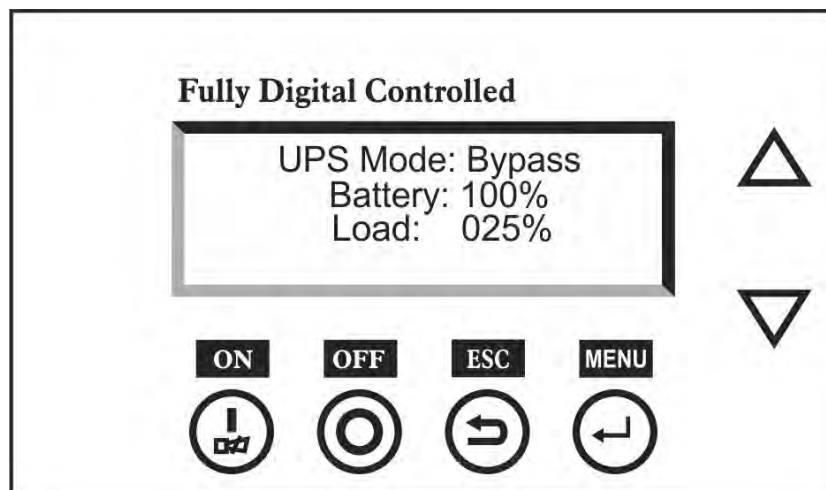 Fully Digital Controlled
UPS Mode: Bypass
Battery: 100%
Load: 025%
ON OFF ESC MENU